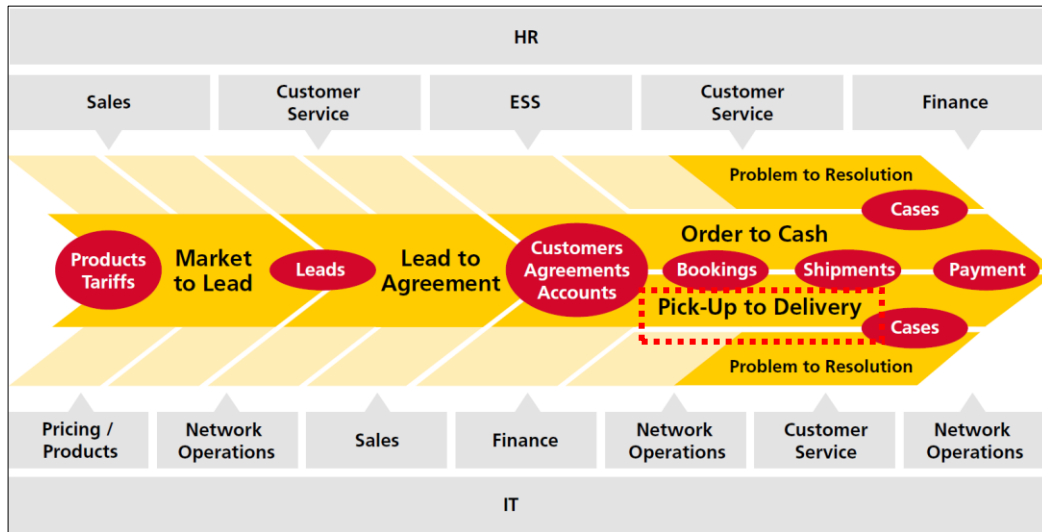 HR
Sales
Customer
Service
ESS
Customer
Service
Finance
Problem to Resolution
Cases
Order to Cash
Products
Tariffs
Market
to Lead
Leads
Lead to
Agreement
Customers
Agreements
Accounts
Bookings
Shipments
Payment
Pick-Up to Delivery
Cases
Problem to Resolution
Pricing /
Products
Network
Operations
Sales
Finance
Network
Operations
Customer
Service
Network
Operations
IT